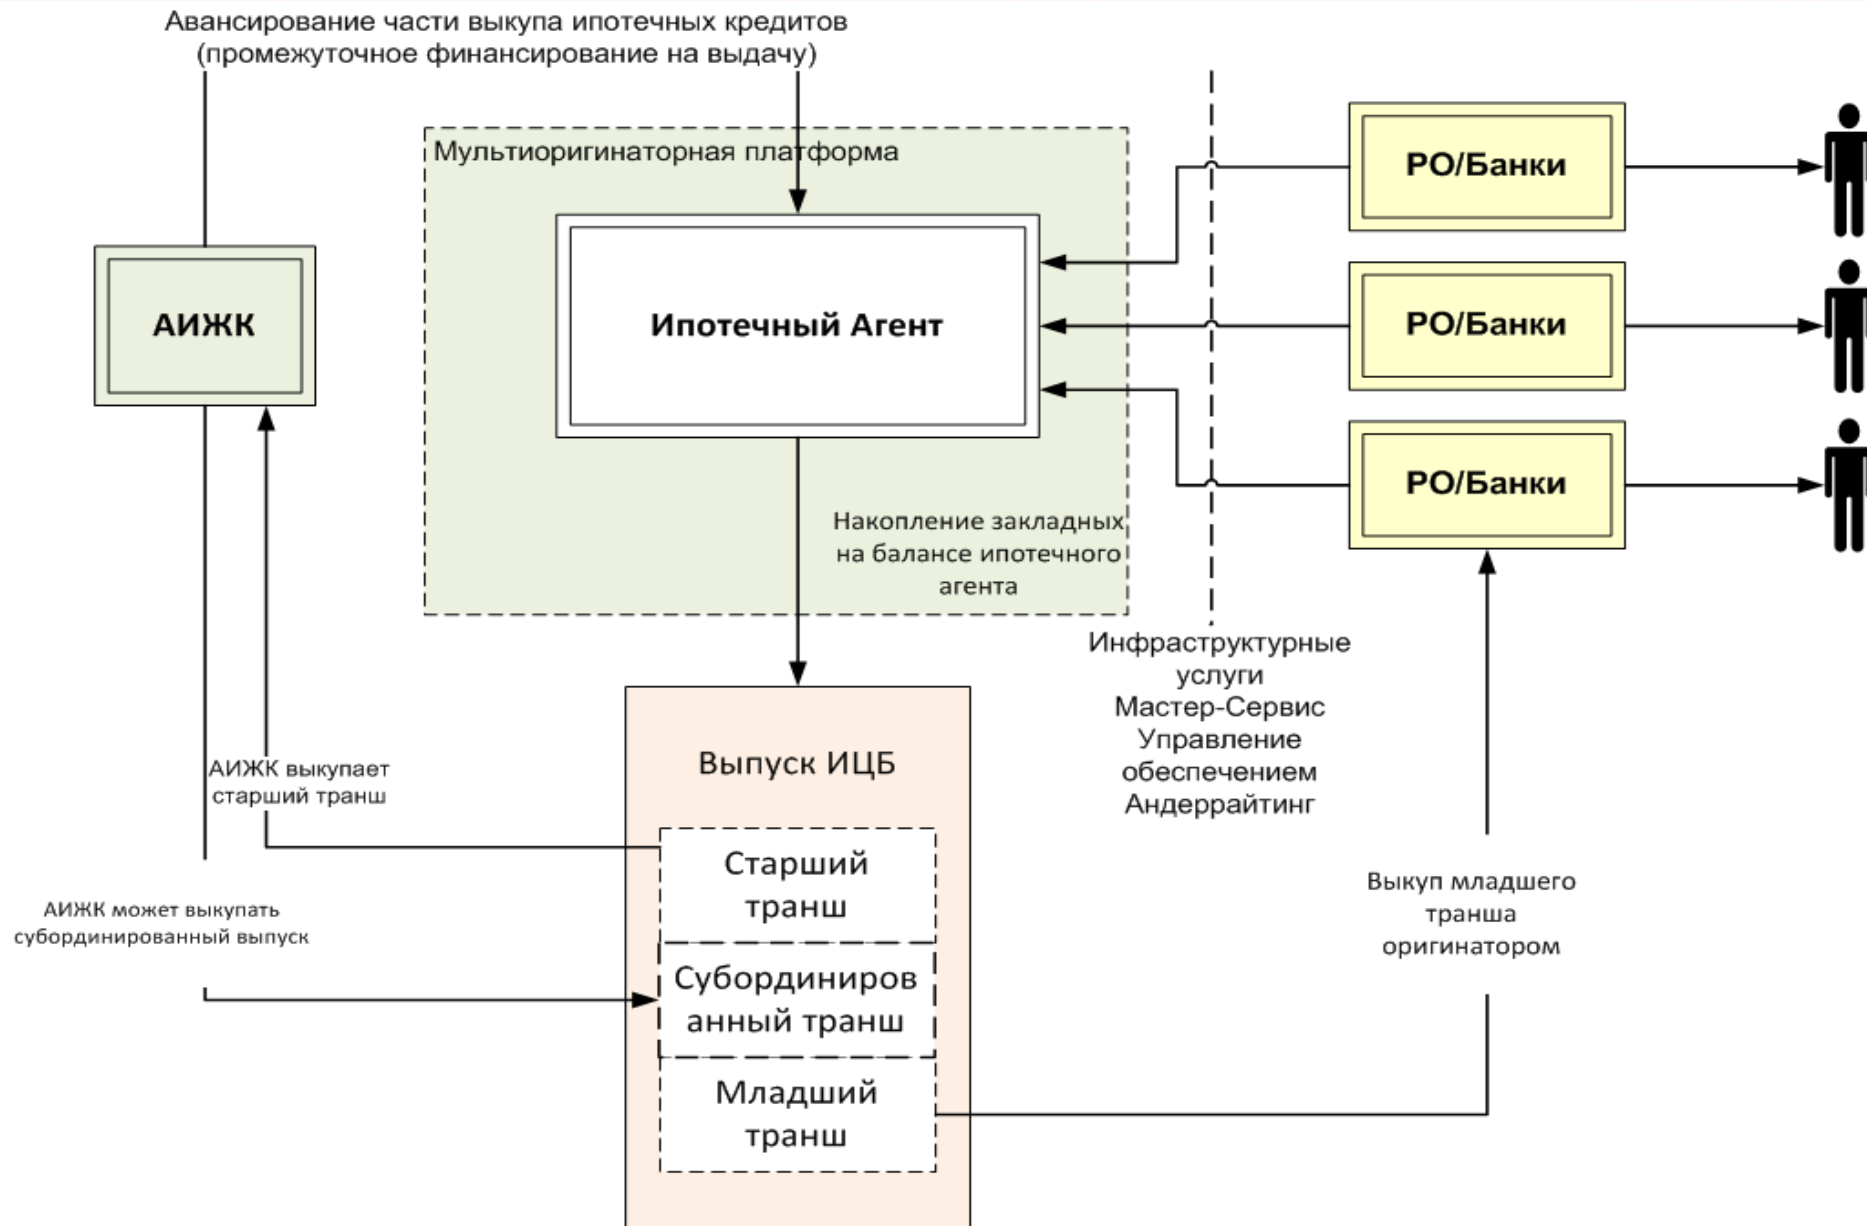 Авансирование части выкупа ипотечных кредитов
(промежуточное финансирование на выдачу)
Мультиоригинаторная платформа
АИЖК
Ипотечный Агент
РО/Банки
РО/Банки
РО/Банки
Накопление закладных
на балансе ипотечного
агента
Инфраструктурные
услуги
Мастер-Сервис
Управление
обеспечением
Андеррайтинг
АИЖК выкупает
старший транш
АИЖК может выкупать
субординированный выпуск
Выпуск ИЦБ
Старший
транш
Субординиров
анный транш
Младший
транш
Выкуп младшего
транша
оригинатором